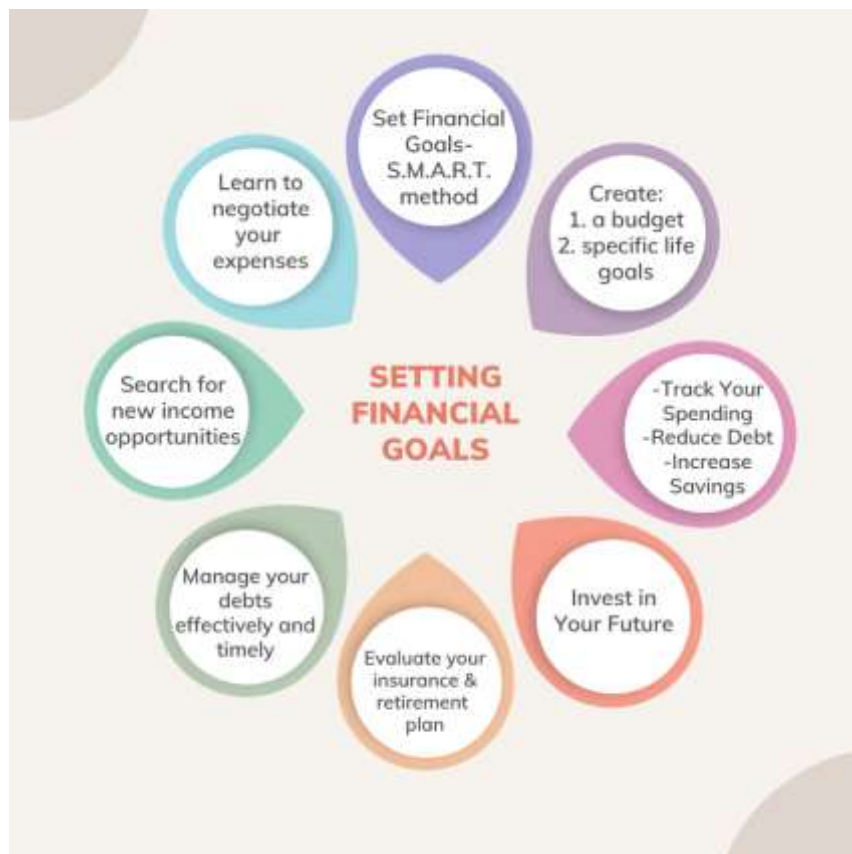 Set Financial
Goals-
S.M.A.R.T.
method
Create:
1. a budget
2. specific life
goals
-Track Your
Spending
-Reduce Debt
-Increase
Savings
Invest in
Your Future
Evaluate your
insurance &
retirement
plan
Manage your
debts
effectively and
timely
Search for
new income
opportunities
Learn to
negotiate
your
expenses
SETTING
FINANCIAL
GOALS